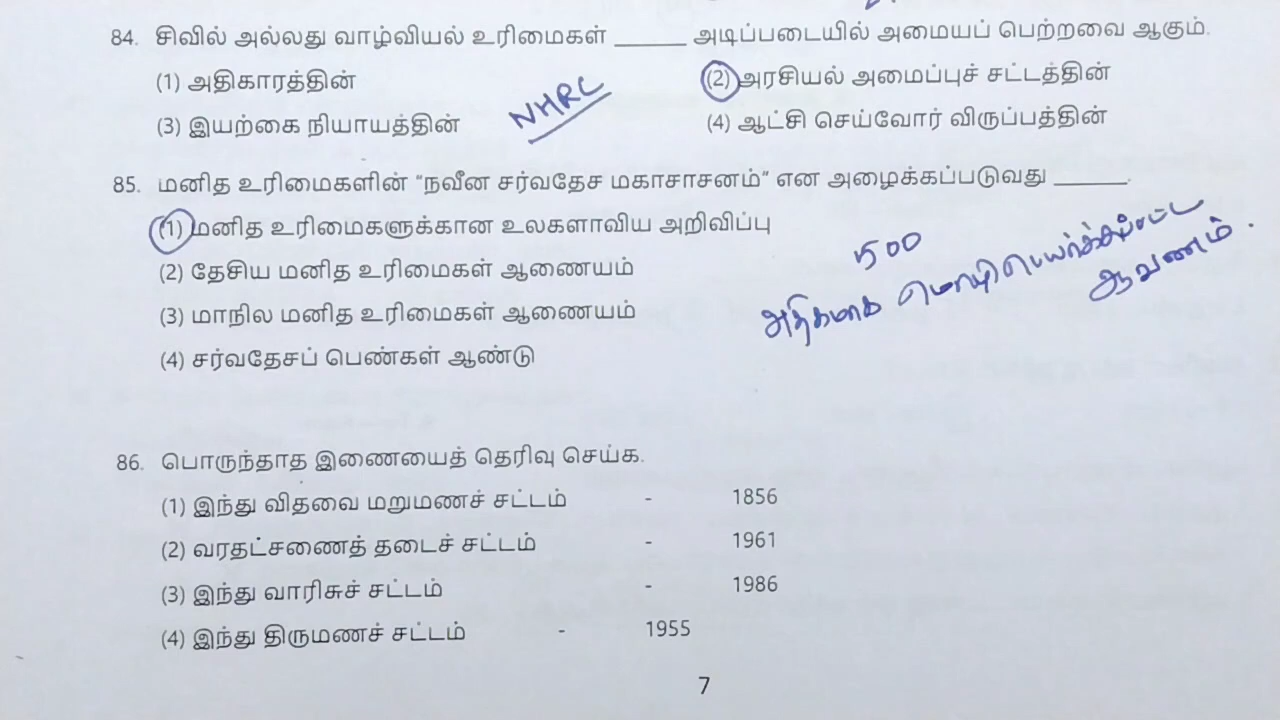 84. சிவில் அல்லது வாழ்வியல் உரிமைகள் ______ அடிப்படையில் அமையப் பெற்றவை ஆகும்.
(1) அதிகாரத்தின் (2) அரசியல் அமைப்புச் சட்டத்தின்
NHRC
(3) இயற்கை நியாயத்தின் (4) ஆட்சி செய்வோர் விருப்பத்தின்
85. மனித உரிமைகளின் “நவீன சர்வதேச மகாசாசனம்” என அழைக்கப்படுவது ______.
(1) மனித உரிமைகளுக்கான உலகளாவிய அறிவிப்பு
(2) தேசிய மனித உரிமைகள் ஆணையம்
(3) மாநில மனித உரிமைகள் ஆணையம்
(4) சர்வதேசப் பெண்கள் ஆண்டு
500
அதிகமாக மொழிபெயர்க்கப்பட்ட
ஆவணம்.
86. பொருந்தாத இணையைத் தெரிவு செய்க.
(1) இந்து விதவை மறுமணச் சட்டம் - 1856
(2) வரதட்சணைத் தடைச் சட்டம் - 1961
(3) இந்து வாரிசுச் சட்டம் - 1986
(4) இந்து திருமணச் சட்டம் - 1955
7